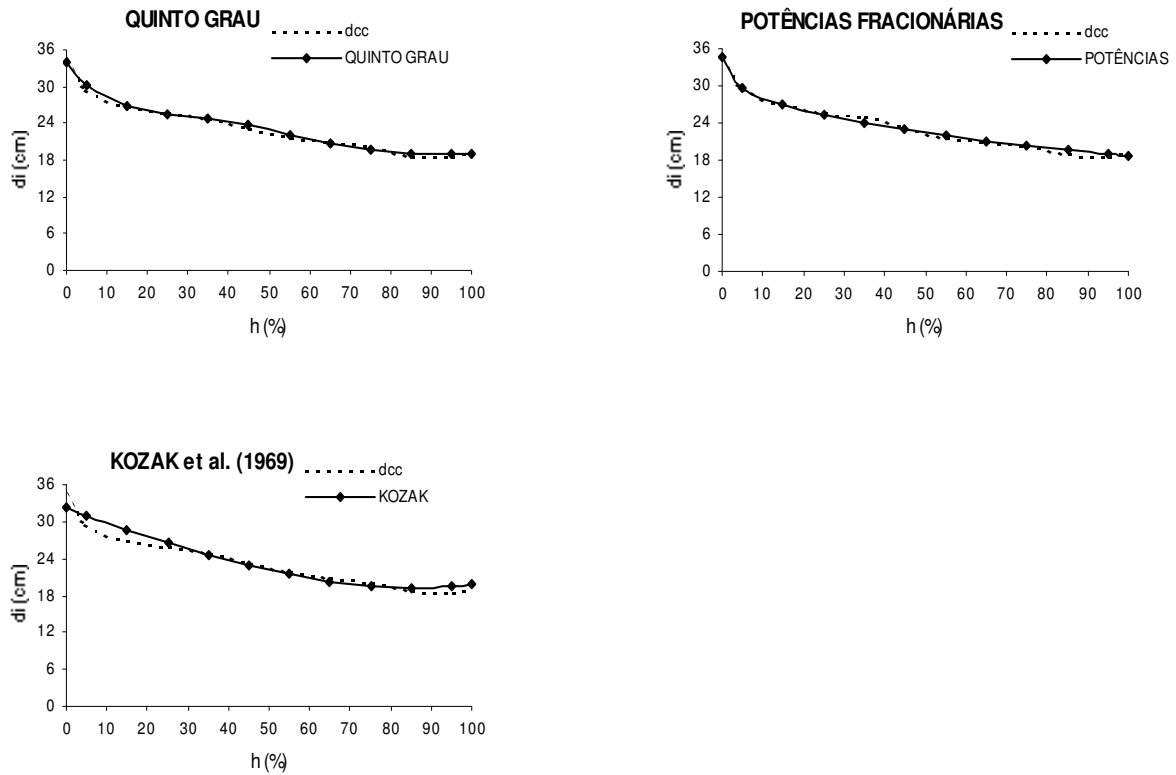 QUINTO GRAU
dcc
QUINTO GRAU
36
30
24
18
12
6
0
di (cm)
0 10 20 30 40 50 60 70 80 90 100
h (%)
POTÊNCIAS FRACIONÁRIAS
dcc
POTÊNCIAS
36
30
24
18
12
6
0
di (cm)
0 10 20 30 40 50 60 70 80 90 100
h (%)
KOZAK et al. (1969)
dcc
KOZAK
36
30
24
18
12
6
0
di (cm)
0 10 20 30 40 50 60 70 80 90 100
h (%)